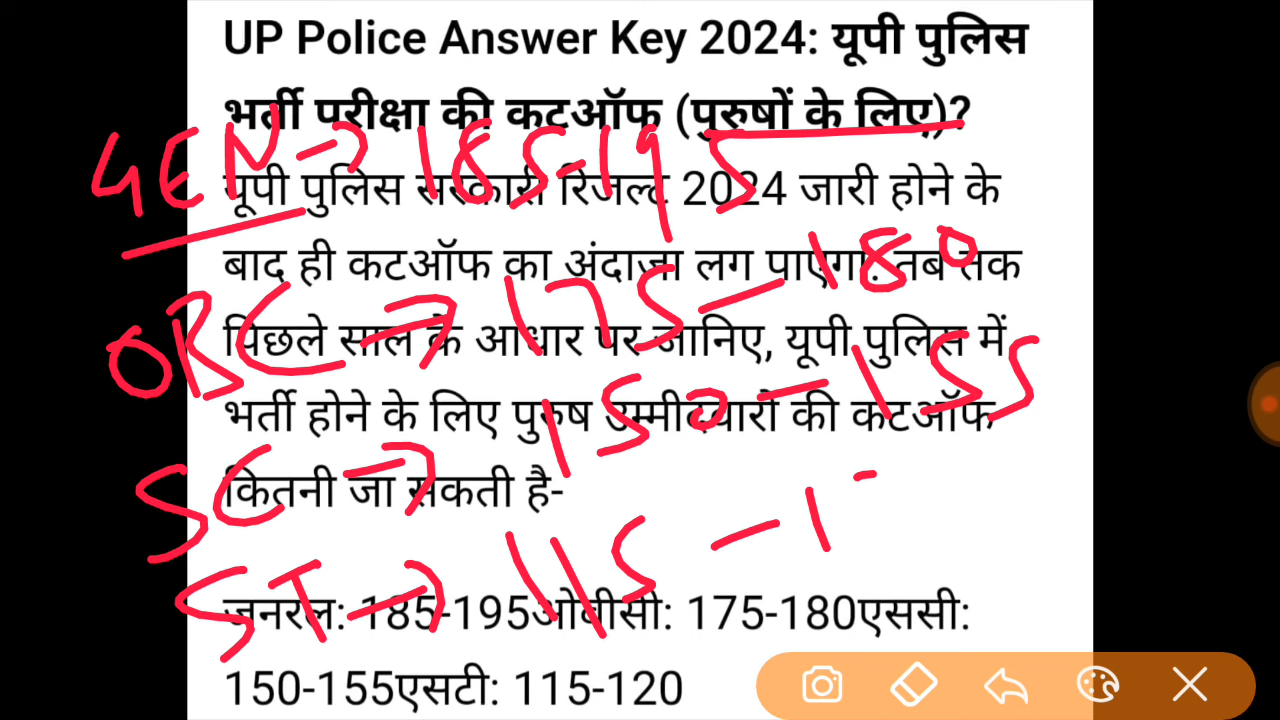 UP Police Answer Key 2024: यूपी पुलिस
भर्ती परीक्षा की कटऑफ (पुरुषों के लिए)?
GEN → 185-195
यूपी पुलिस सरकारी रिजल्ट 2024 जारी होने के
बाद ही कटऑफ का अंदाजा लग पाएगा. तब तक
OBC → 175-180
पिछले साल के आधार पर जानिए, यूपी पुलिस में
भर्ती होने के लिए पुरुष उम्मीदवारों की कटऑफ
SC → 150-155
कितनी जा सकती है-
ST → 115-1
जनरल: 185-195ओबीसी: 175-180एससी:
150-155एसटी: 115-120